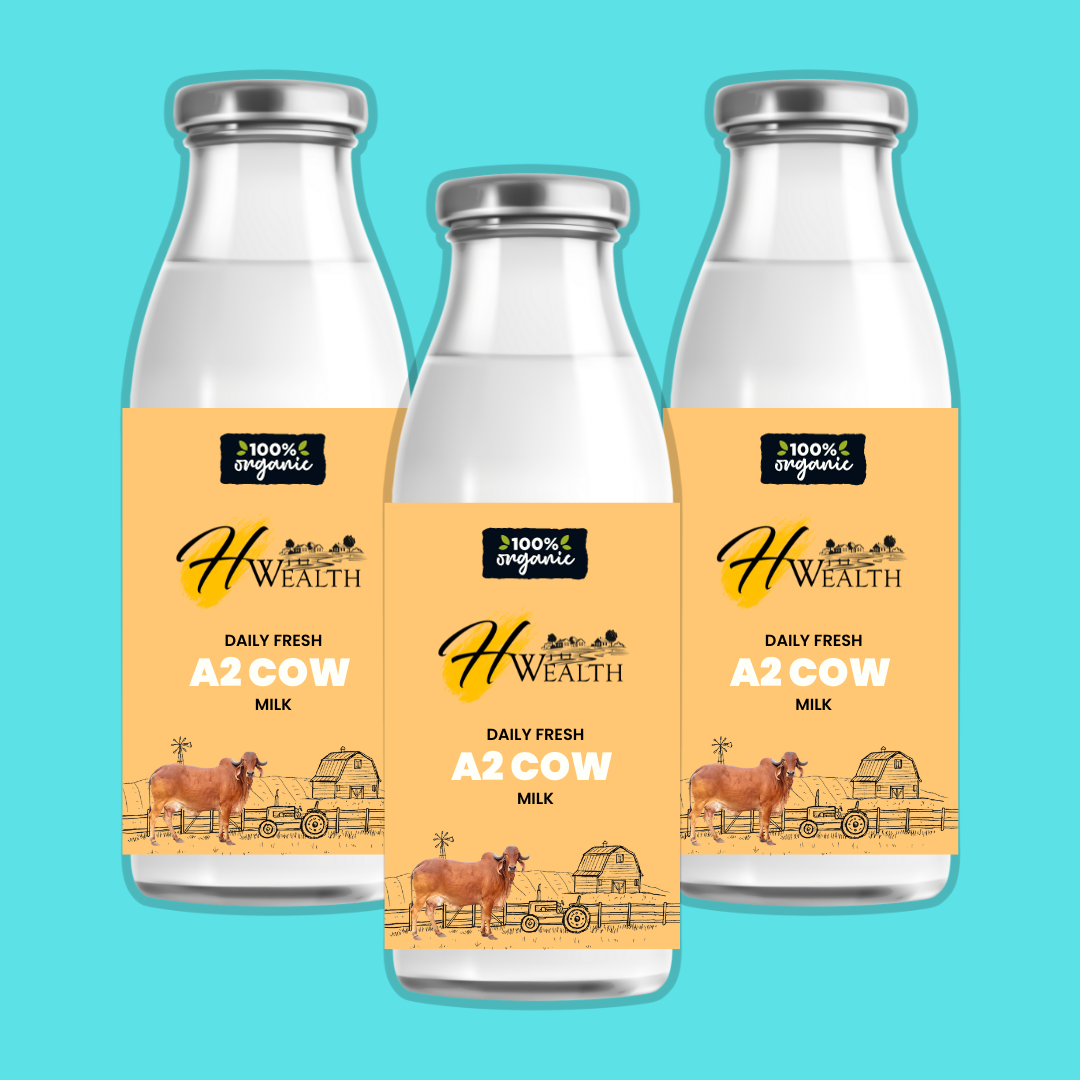 100%
organic
H WEALTH
DAILY FRESH
A2 COW
MILK
100%
organic
H WEALTH
DAILY FRESH
A2 COW
MILK
100%
organic
H WEALTH
DAILY FRESH
A2 COW
MILK